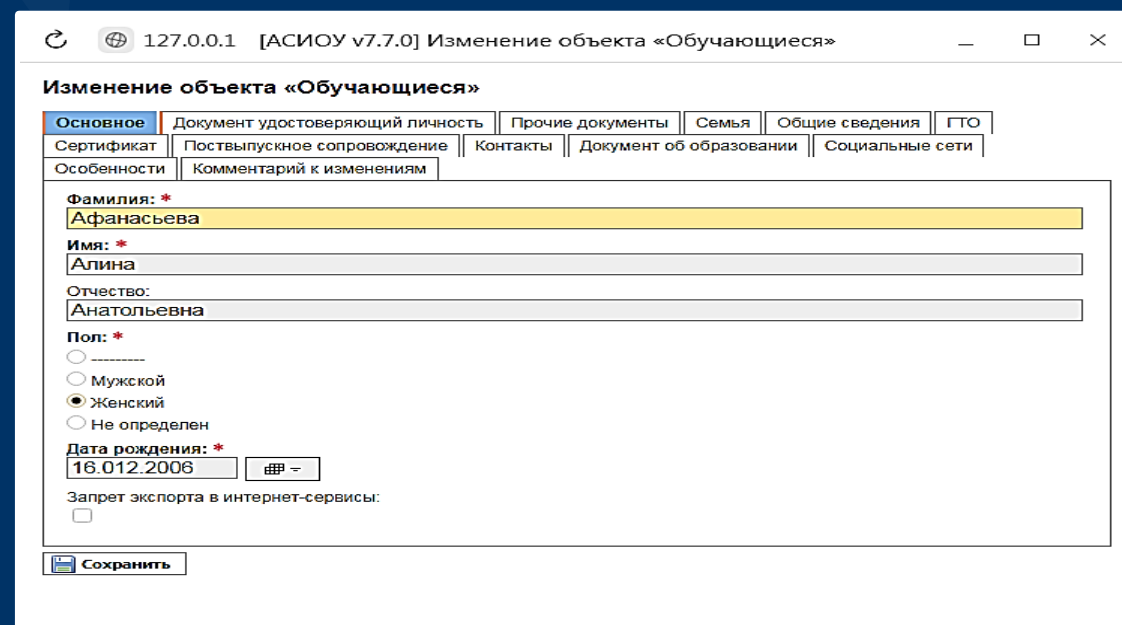 127.0.0.1 [АСИОУ v7.7.0] Изменение объекта «Обучающиеся»
Изменение объекта «Обучающиеся»
Основное Документ удостоверяющий личность Прочие документы Семья Общие сведения ГТО
Сертификат Поствыпускное сопровождение Контакты Документ об образовании Социальные сети
Особенности Комментарий к изменениям
Фамилия: *
Афанасьева
Имя: *
Алина
Отчество:
Анатольевна
Пол: *
---------
Мужской
Женский
Не определен
Дата рождения: *
16.012.2006
Запрет экспорта в интернет-сервисы:
Сохранить